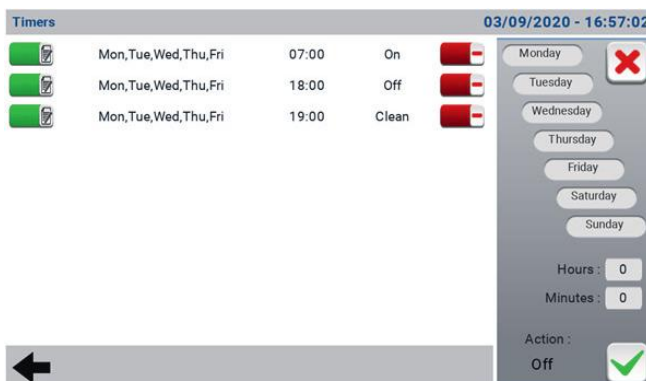 Timers 03/09/2020 - 16:57:02
Mon,Tue,Wed,Thu,Fri 07:00 On
Mon,Tue,Wed,Thu,Fri 18:00 Off
Mon,Tue,Wed,Thu,Fri 19:00 Clean
Monday
Tuesday
Wednesday
Thursday
Friday
Saturday
Sunday
Hours : 0
Minutes : 0
Action :
Off